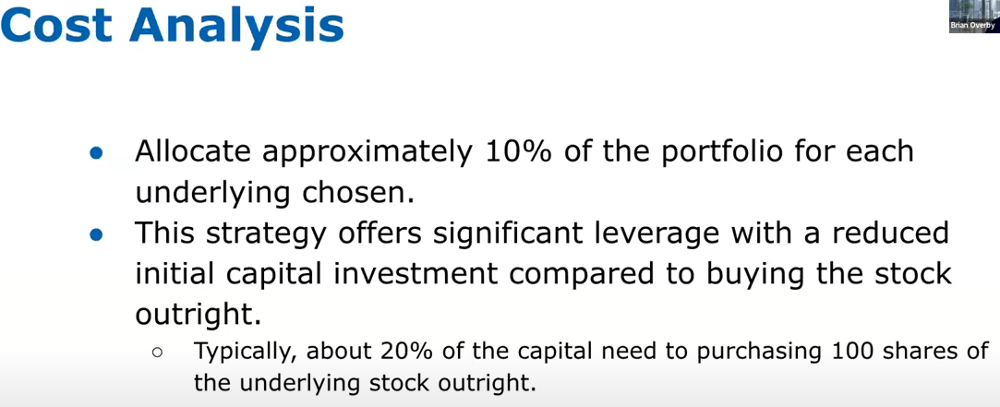 Cost Analysis
Brian Overby
● Allocate approximately 10% of the portfolio for each
underlying chosen.
● This strategy offers significant leverage with a reduced
initial capital investment compared to buying the stock
outright.
○ Typically, about 20% of the capital need to purchasing 100 shares of
the underlying stock outright.